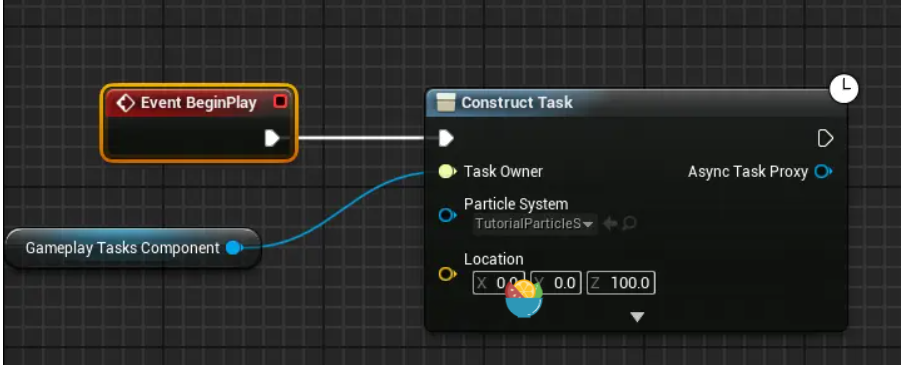 Event BeginPlay
Construct Task
Task Owner
Async Task Proxy
Particle System
TutorialParticleS
Gameplay Tasks Component
Location
X 0.0 Y 0.0 Z 100.0